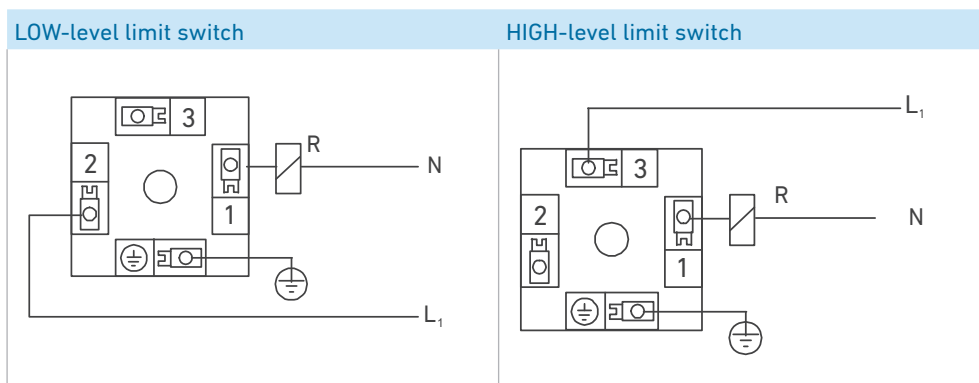 LOW-level limit switch
3
2
R
N
1
L₁
HIGH-level limit switch
L₁
3
2
R
N
1